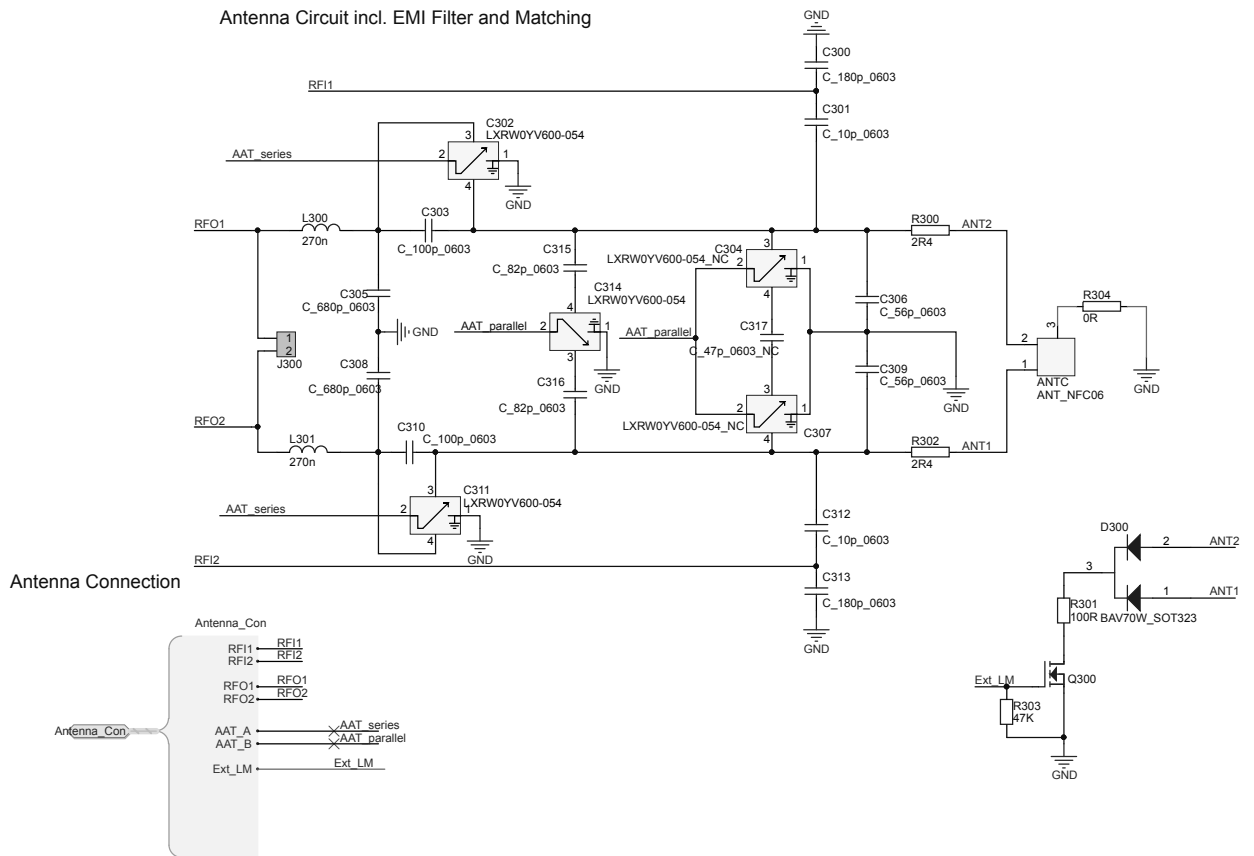 Antenna Circuit incl. EMI Filter and Matching
GND
C300
C_180p_0603
RFI1
C301
C_10p_0603
C302
LXRW0YV600-054
3
AAT_series
2
1
4
GND
RFO1
L300
270n
C303
C_100p_0603
C315
C_82p_0603
C304
LXRW0YV600-054_NC
3
2
1
4
R300
2R4
ANT2
C305
C_680p_0603
C314
LXRW0YV600-054
4
AAT_parallel
2
1
3
GND
GND
AAT_parallel
C317
C_47p_0603_NC
C306
C_56p_0603
R304
0R
3
2
1
ANTC
ANT_NFC06
GND
1
2
J300
C308
C_680p_0603
C316
C_82p_0603
3
2
1
LXRW0YV600-054_NC
4
C307
C309
C_56p_0603
GND
RFO2
L301
270n
C310
C_100p_0603
R302
2R4
ANT1
C311
LXRW0YV600-054
3
AAT_series
2
1
4
GND
C312
C_10p_0603
RFI2
C313
C_180p_0603
GND
D300
2
ANT2
3
1
ANT1
BAV70W_SOT323
R301
100R
Ext_LM
Q300
R303
47K
GND
Antenna Connection
Antenna_Con
RFI1
RFI1
RFI2
RFI2
RFO1
RFO1
RFO2
RFO2
Antenna_Con
AAT_A
AAT_series
AAT_B
AAT_parallel
Ext_LM
Ext_LM